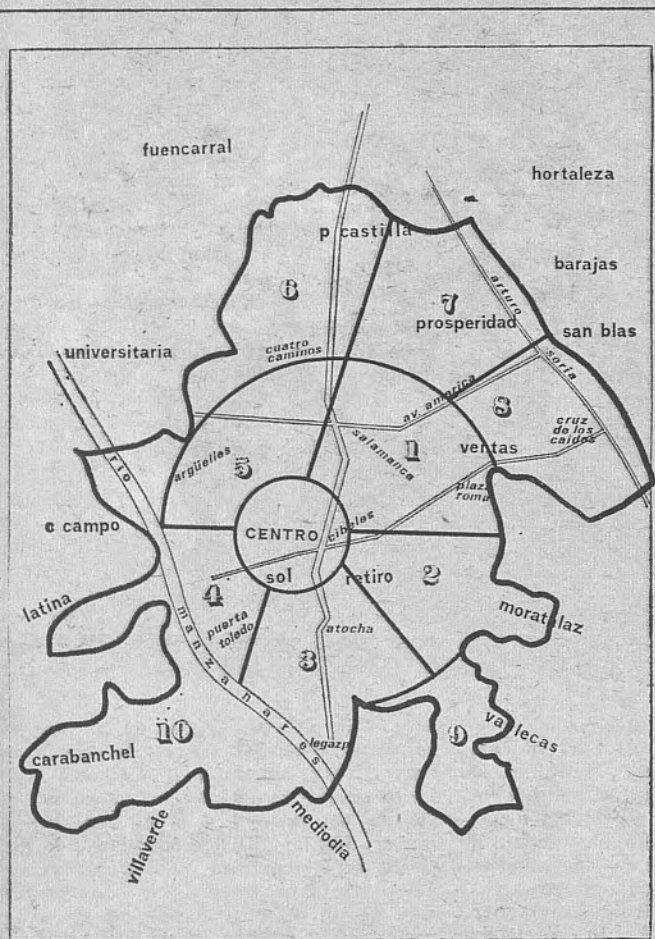 fuencarral
hortaleza
p castilla
barajas
6
7
arturo
soria
prosperidad
san blas
universitaria
cuatro
caminos
av. america
8
cruz
de los
caidos
1
salamanca
ventas
argüelles
5
plaza
roma
río
c campo
CENTRO
cibeles
sol
retiro
2
4
latina
puerta
toledo
atocha
moratalaz
manzanares
3
10
9
vallecas
legazpi
carabanchel
villaverde
mediodia